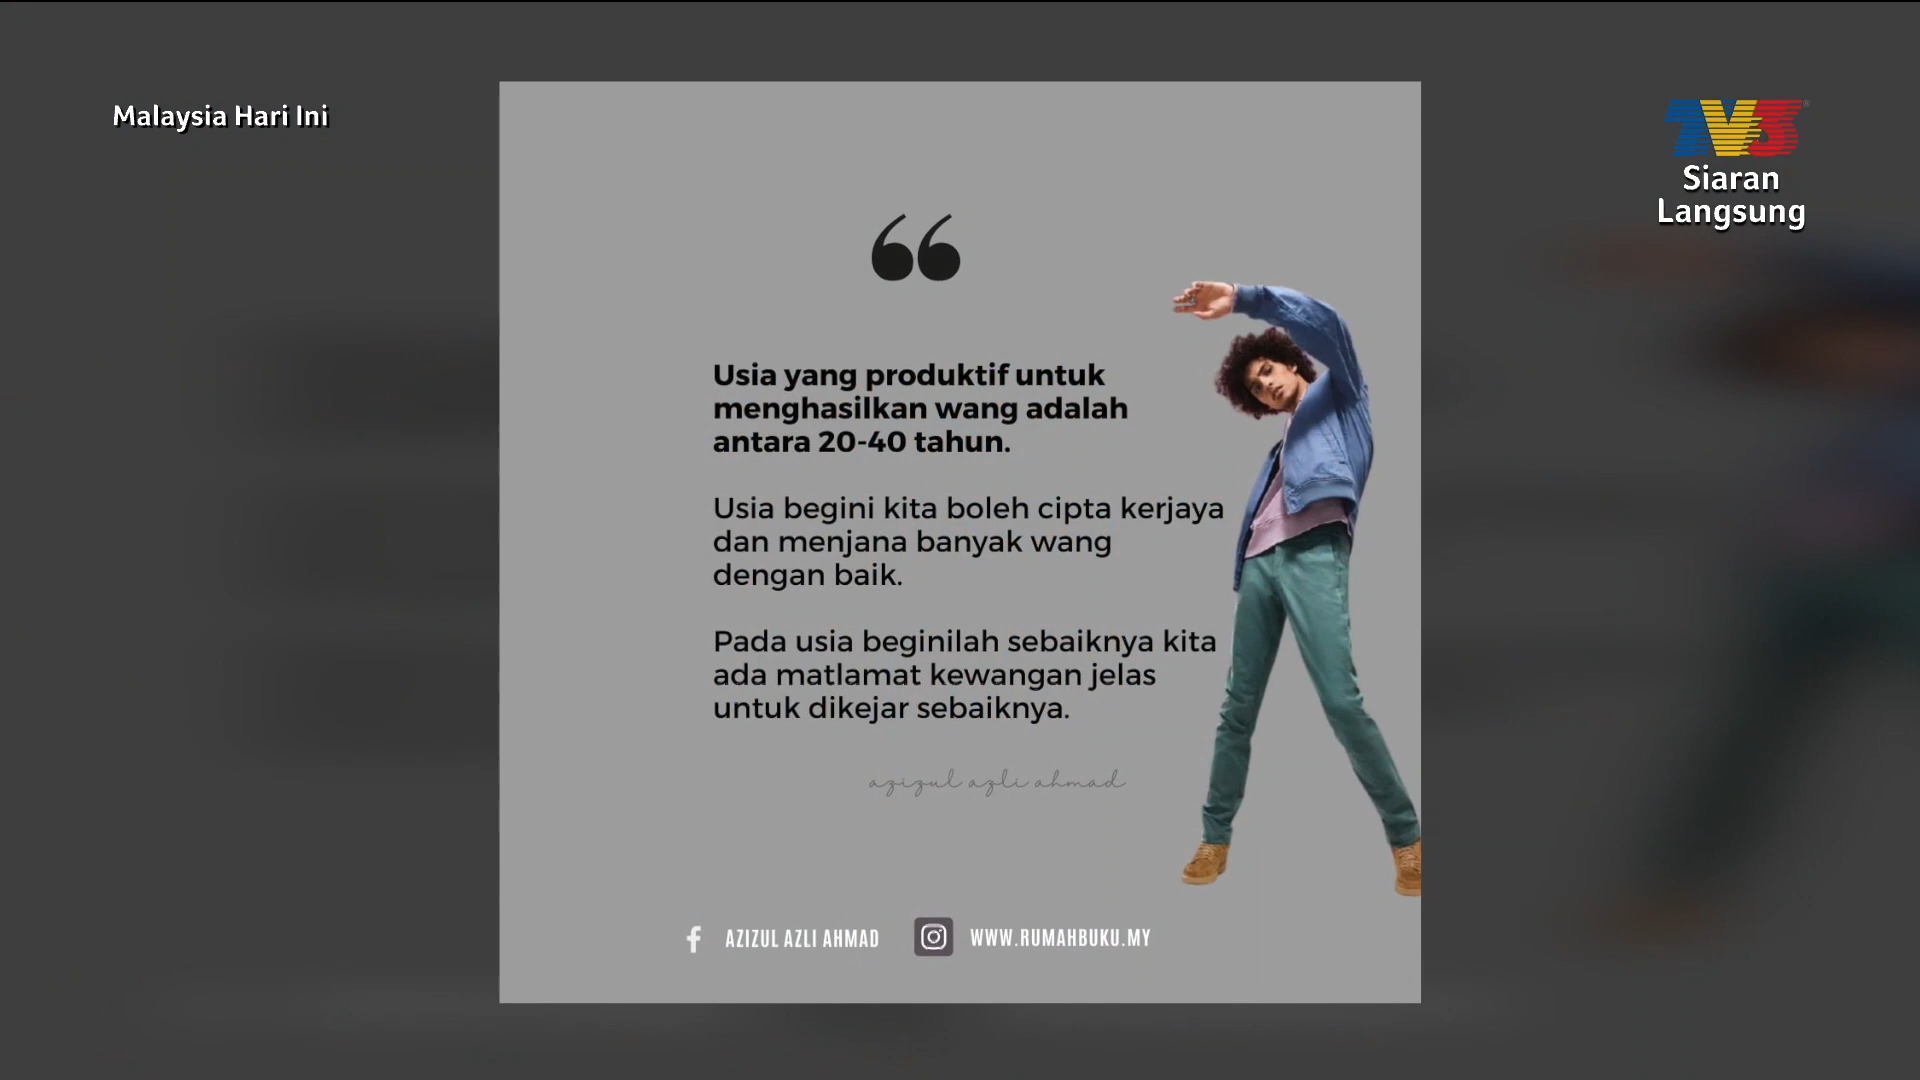 Malaysia Hari Ini
TV3
Siaran
Langsung
“
Usia yang produktif untuk
menghasilkan wang adalah
antara 20-40 tahun.
Usia begini kita boleh cipta kerjaya
dan menjana banyak wang
dengan baik.
Pada usia beginilah sebaiknya kita
ada matlamat kewangan jelas
untuk dikejar sebaiknya.
azizul azli ahmad
AZIZUL AZLI AHMAD
WWW.RUMAHBUKU.MY